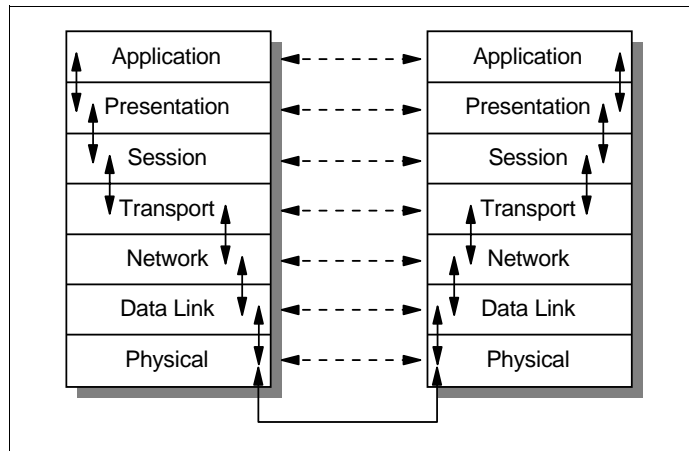 Application
Presentation
Session
Transport
Network
Data Link
Physical
Application
Presentation
Session
Transport
Network
Data Link
Physical